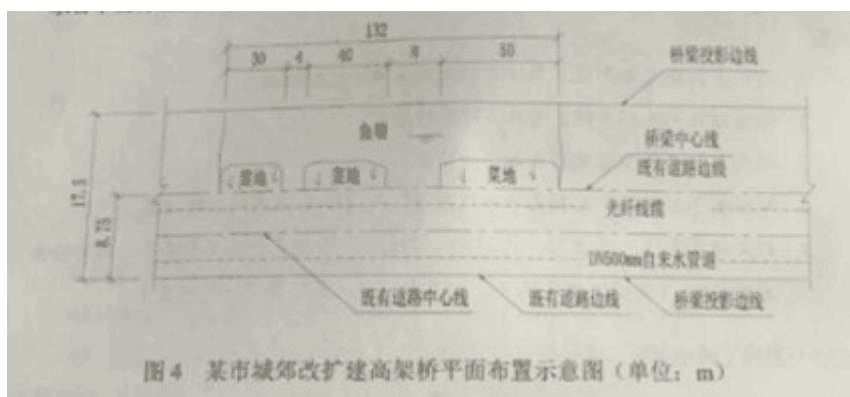 132
30 4 40 8 50
桥梁投影边线
鱼塘
桥梁中心线
既有道路边线
菜地 菜地 菜地
17.5
8.75
光纤线缆
DN500mm自来水管道
既有道路中心线 既有道路边线 桥梁投影边线
图4 某市城郊改扩建高架桥平面布置示意图（单位：m）